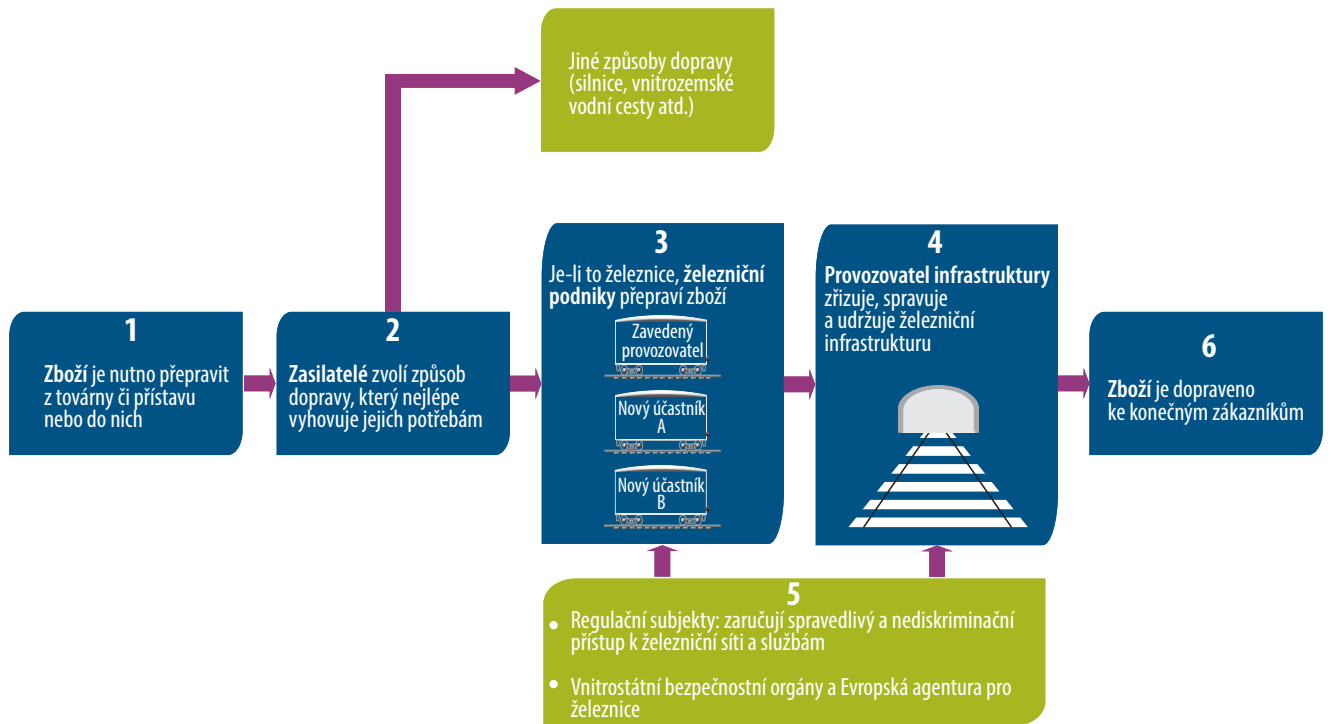 Jiné způsoby dopravy
(silnice, vnitrozemské
vodní cesty atd.)
1
Zboží je nutno přepravit
z továrny či přístavu
nebo do nich
2
Zasilatelé zvolí způsob
dopravy, který nejlépe
vyhovuje jejich potřebám
3
Je-li to železnice, železniční
podniky přepraví zboží
Zavedený
provozovatel
Nový účastník
A
Nový účastník
B
4
Provozovatel infrastruktury
zřizuje, spravuje
a udržuje železniční
infrastrukturu
6
Zboží je dopraveno
ke konečným zákazníkům
5
• Regulační subjekty: zaručují spravedlivý a nediskriminační
přístup k železniční síti a službám
• Vnitrostátní bezpečnostní orgány a Evropská agentura pro
železnice